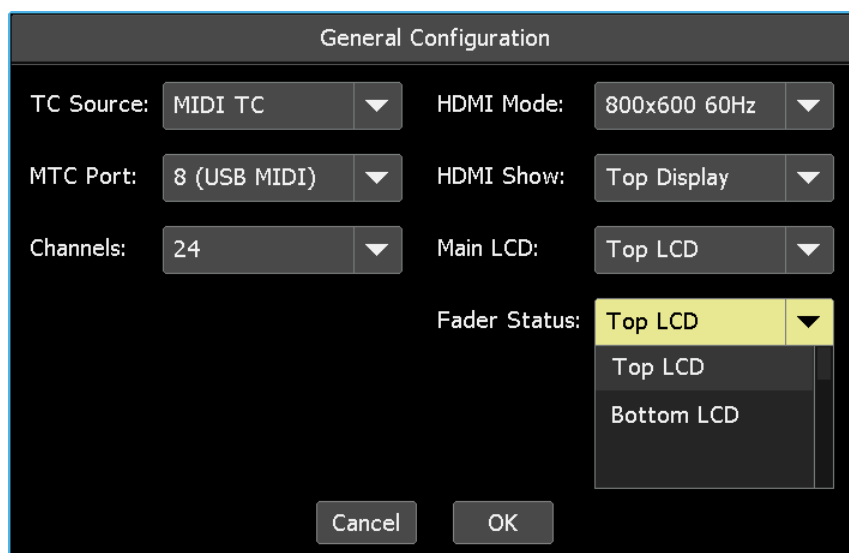 General Configuration
TC Source: MIDI TC
HDMI Mode: 800x600 60Hz
MTC Port: 8 (USB MIDI)
HDMI Show: Top Display
Channels: 24
Main LCD: Top LCD
Fader Status: Top LCD
Top LCD
Bottom LCD
Cancel
OK